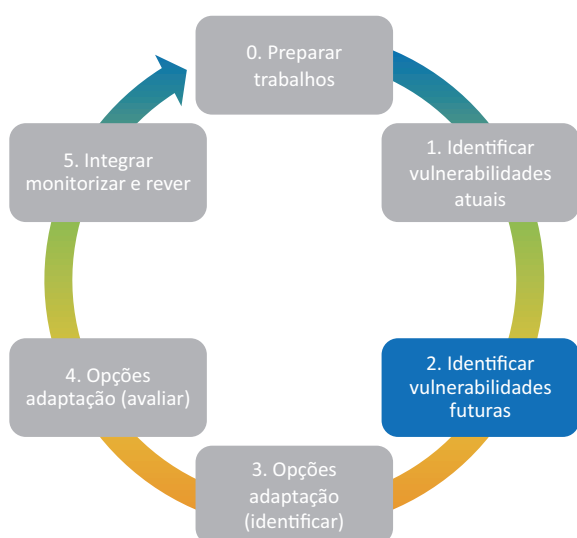 0. Preparar
trabalhos
1. Identificar
vulnerabilidades
atuais
2. Identificar
vulnerabilidades
futuras
3. Opções
adaptação
(identificar)
4. Opções
adaptação (avaliar)
5. Integrar
monitorizar e rever